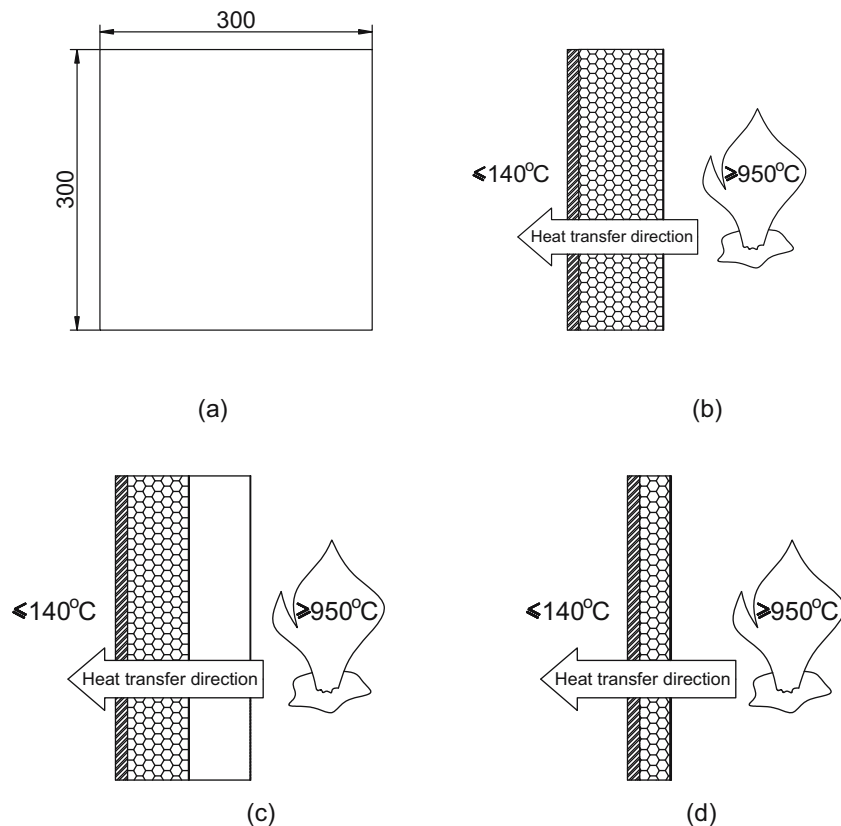 300
300
⩽140°C
⩾950°C
Heat transfer direction
(a)
(b)
⩽140°C
⩾950°C
Heat transfer direction
⩽140°C
⩾950°C
Heat transfer direction
(c)
(d)